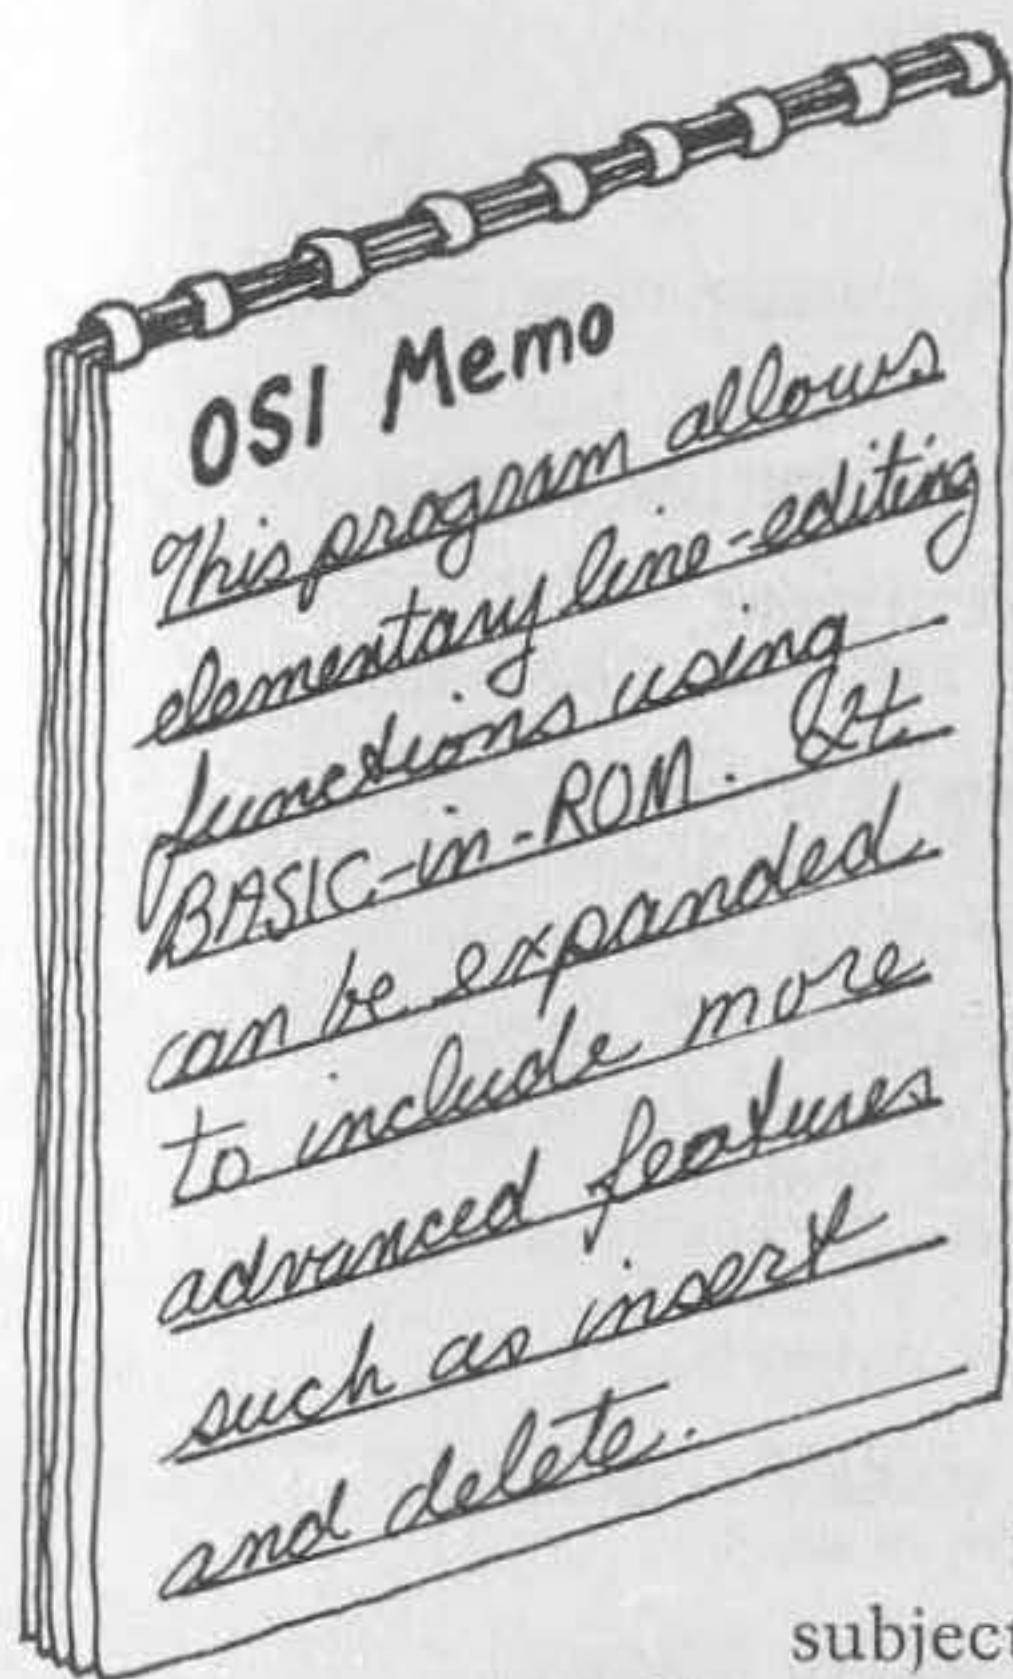 OSI Memo
This program allows
elementary line-editing
functions using
BASIC-in-ROM. It
can be expanded
to include more
advanced features
such as insert
and delete.
subject